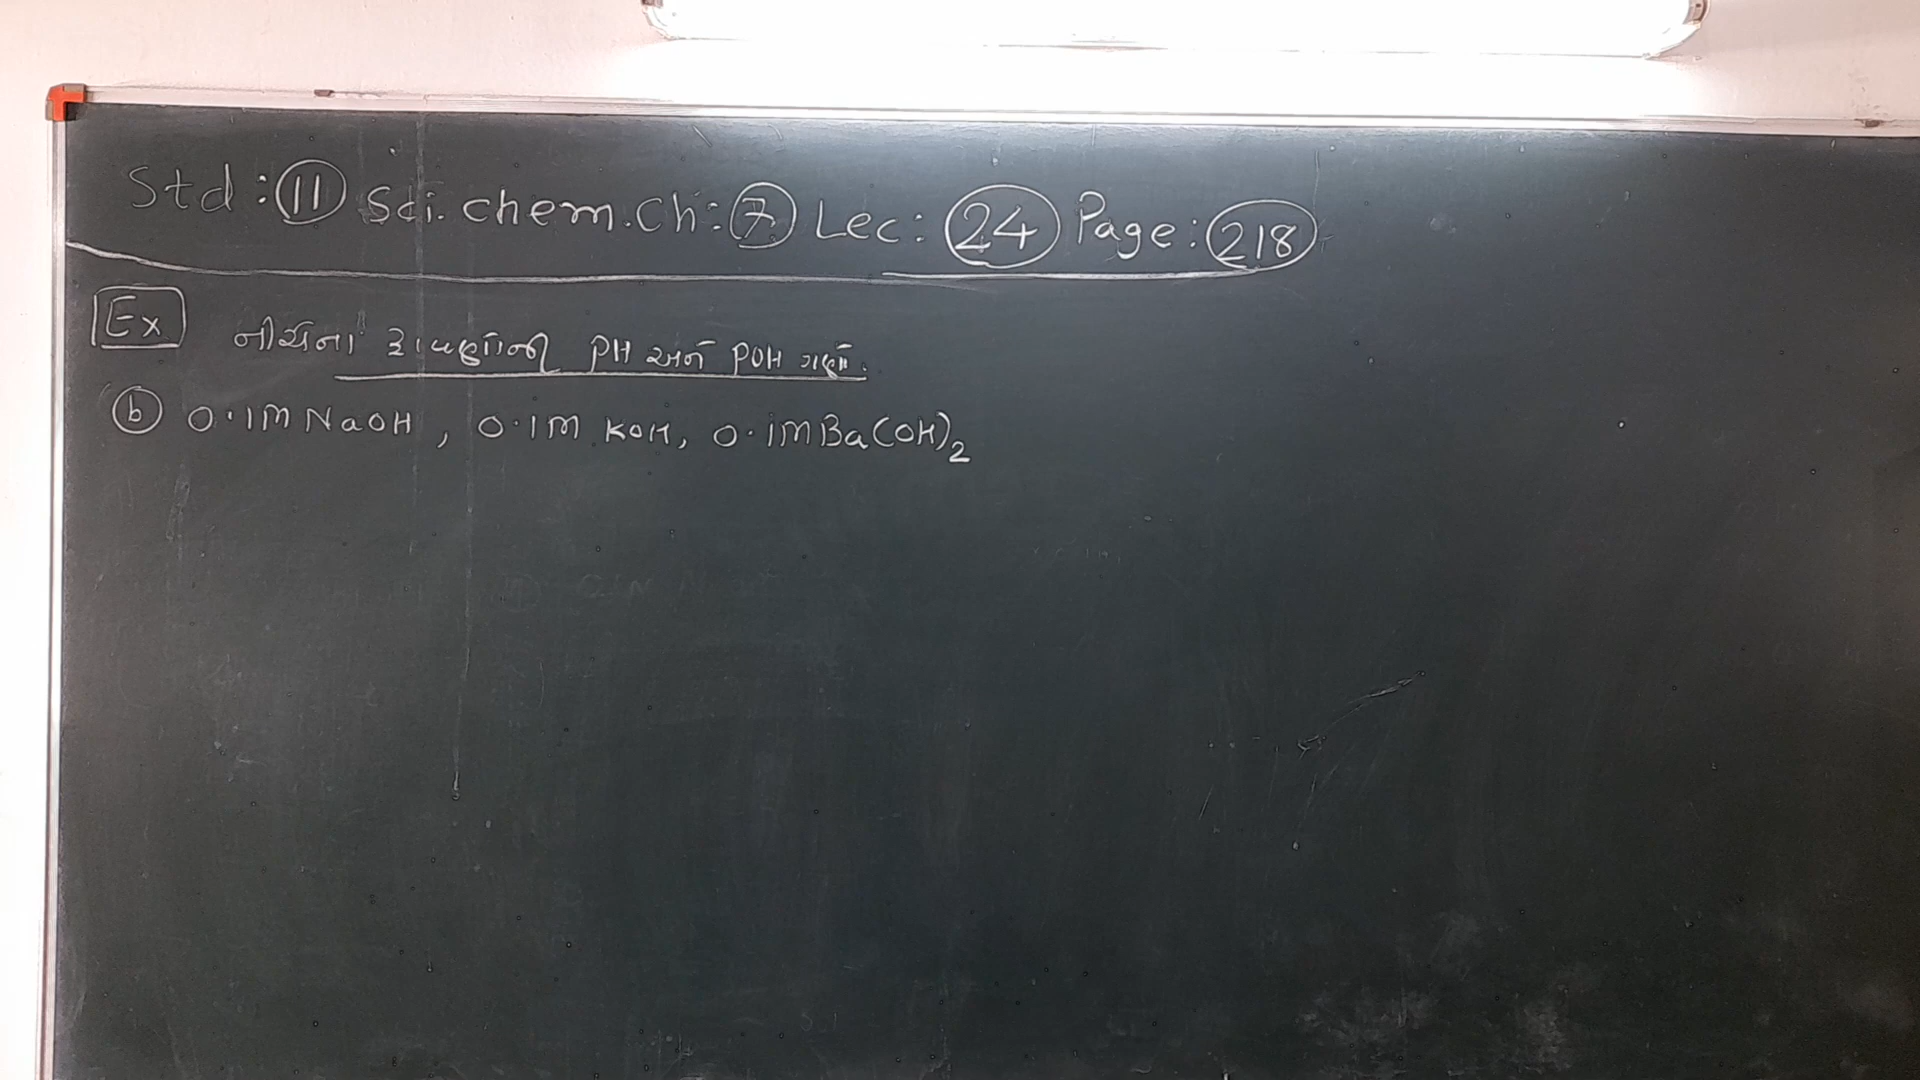 Std : 11 Sci. chem. Ch : 7 Lec : 24 Page : 218
Ex નીચેના દ્રાવણોની PH અને POH ગણો.
b 0.1M NaOH , 0.1M KOH, 0.1M Ba(OH)2